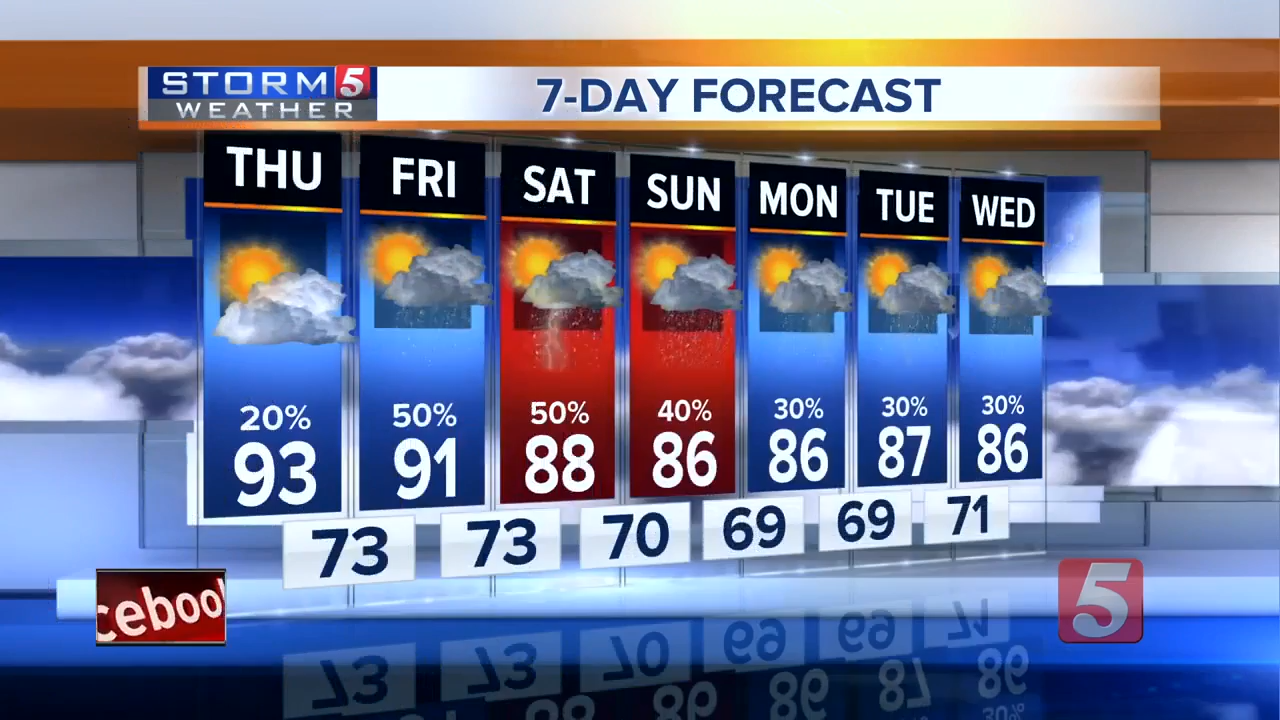 STORM 5
WEATHER
7-DAY FORECAST
THU FRI SAT SUN MON TUE WED
20% 50% 50% 40% 30% 30% 30%
93 91 88 86 86 87 86
73 73 70 69 69 71
cebook
5